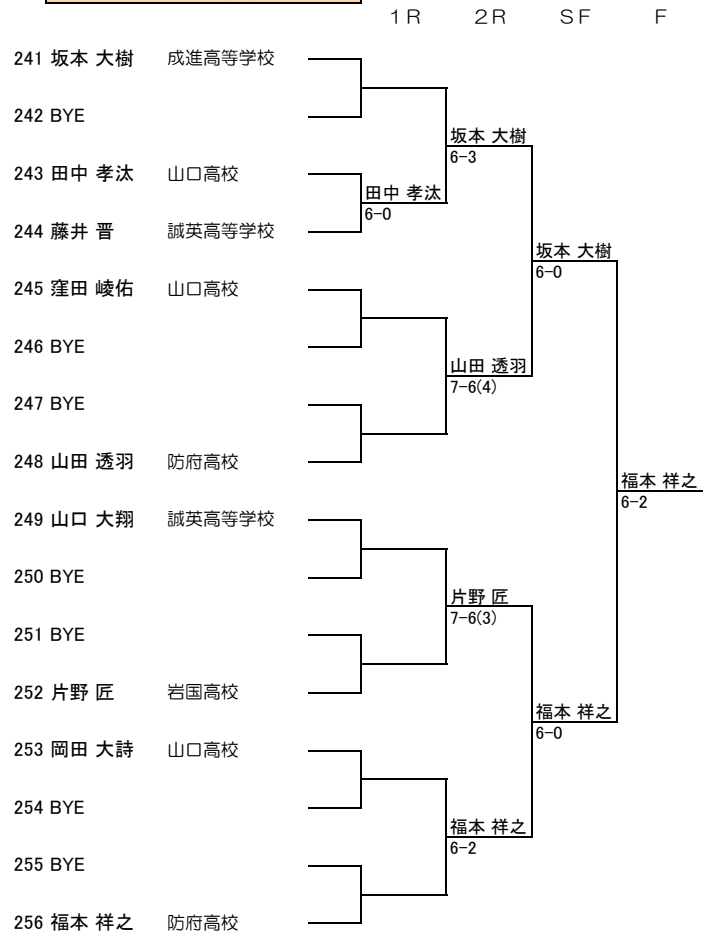 １Ｒ ２Ｒ ＳＦ Ｆ
241 坂本 大樹 成進高等学校
242 BYE
坂本 大樹
6-3
243 田中 孝汰 山口高校
田中 孝汰
6-0
244 藤井 晋 誠英高等学校
坂本 大樹
6-0
245 窪田 崚佑 山口高校
246 BYE
山田 透羽
7-6(4)
247 BYE
248 山田 透羽 防府高校
福本 祥之
6-2
249 山口 大翔 誠英高等学校
250 BYE
片野 匠
7-6(3)
251 BYE
252 片野 匠 岩国高校
福本 祥之
6-0
253 岡田 大詩 山口高校
254 BYE
福本 祥之
6-2
255 BYE
256 福本 祥之 防府高校